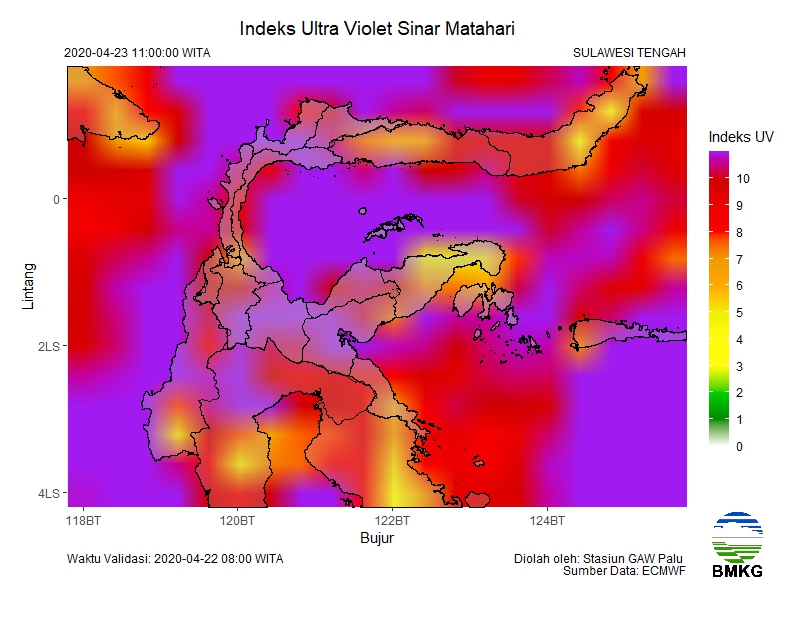 Indeks Ultra Violet Sinar Matahari
2020-04-23 11:00:00 WITA
SULAWESI TENGAH
Indeks UV
10
9
8
7
6
5
4
3
2
1
0
Lintang
0
2LS
4LS
118BT
120BT
122BT
124BT
Bujur
Waktu Validasi: 2020-04-22 08:00 WITA
Diolah oleh: Stasiun GAW Palu
Sumber Data: ECMWF
BMKG